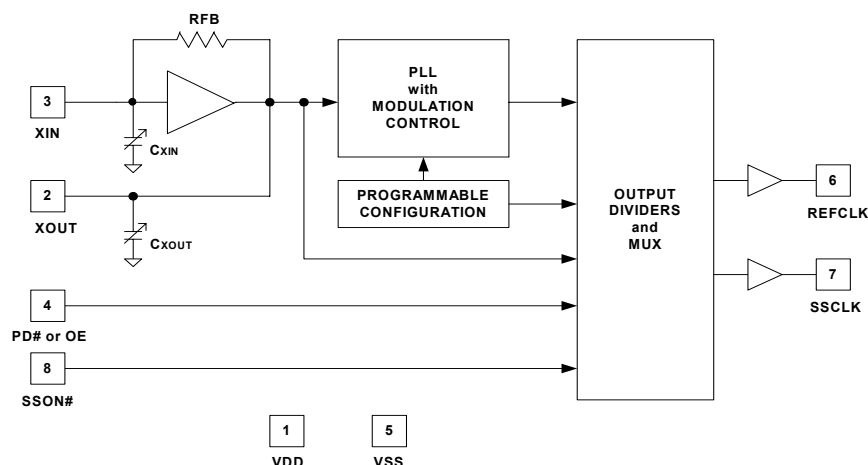 RFB
PLL
with
MODULATION
CONTROL
3
XIN
CXIN
2
XOUT
CXOUT
PROGRAMMABLE
CONFIGURATION
OUTPUT
DIVIDERS
and
MUX
6
REFCLK
7
SSCLK
4
PD# or OE
8
SSON#
1
VDD
5
VSS